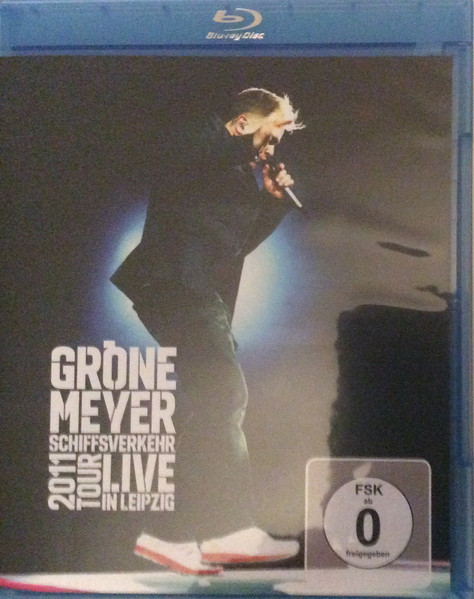 Blu-ray Disc
GRÖNE
MEYER
SCHIFFSVERKEHR
2011
TOUR
LIVE
IN LEIPZIG
FSK
ab
0
freigegeben